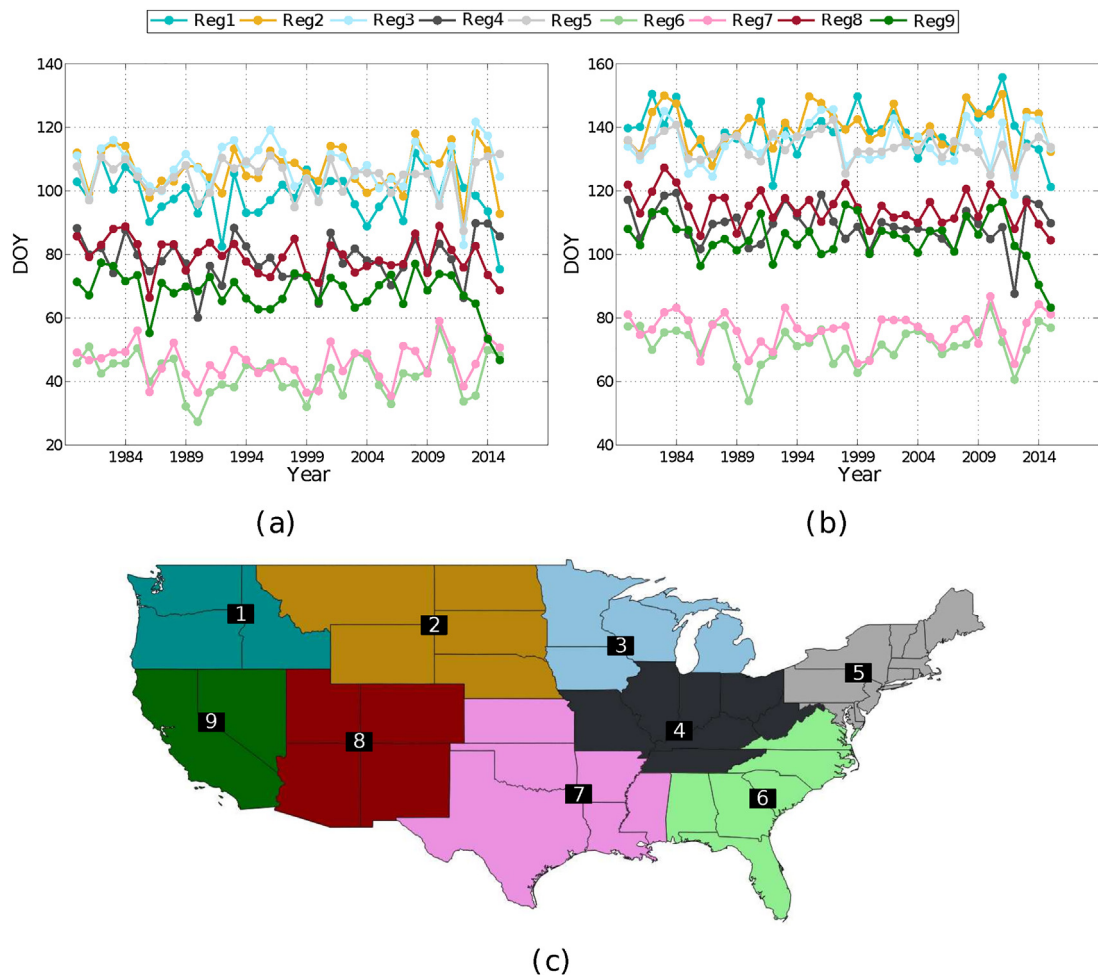 Reg1 Reg2 Reg3 Reg4 Reg5 Reg6 Reg7 Reg8 Reg9
140
120
100
80
60
40
20
DOY
1984 1989 1994 1999 2004 2009 2014
Year
(a)
160
140
120
100
80
60
40
DOY
1984 1989 1994 1994 2004 2009 2014
Year
(b)
1
2
3
5
4
9
8
7
6
(c)